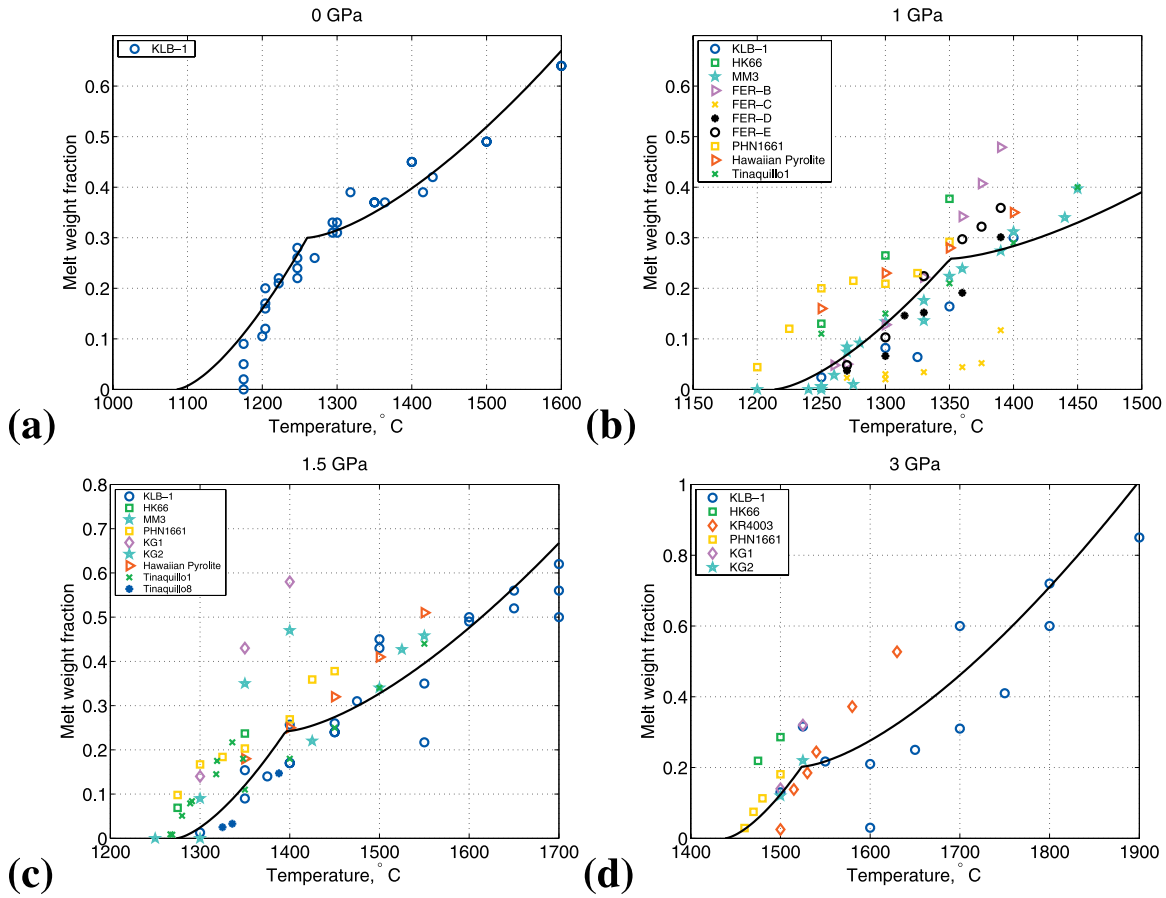 0 GPa
KLB−1
Melt weight fraction
0.6
0.5
0.4
0.3
0.2
0.1
0
1000 1100 1200 1300 1400 1500 1600
Temperature, ° C
(a)
1 GPa
KLB−1
HK66
MM3
FER−B
FER−C
FER−D
FER−E
PHN1661
Hawaiian Pyrolite
Tinaquillo1
Melt weight fraction
0.6
0.5
0.4
0.3
0.2
0.1
0
1150 1200 1250 1300 1350 1400 1450 1500
Temperature, ° C
(b)
1.5 GPa
KLB−1
HK66
MM3
PHN1661
KG1
KG2
Hawaiian Pyrolite
Tinaquillo1
Tinaquillo8
Melt weight fraction
0.8
0.7
0.6
0.5
0.4
0.3
0.2
0.1
0
1200 1300 1400 1500 1600 1700
Temperature, ° C
(c)
3 GPa
KLB−1
HK66
KR4003
PHN1661
KG1
KG2
Melt weight fraction
1
0.8
0.6
0.4
0.2
0
1400 1500 1600 1700 1800 1900
Temperature, ° C
(d)